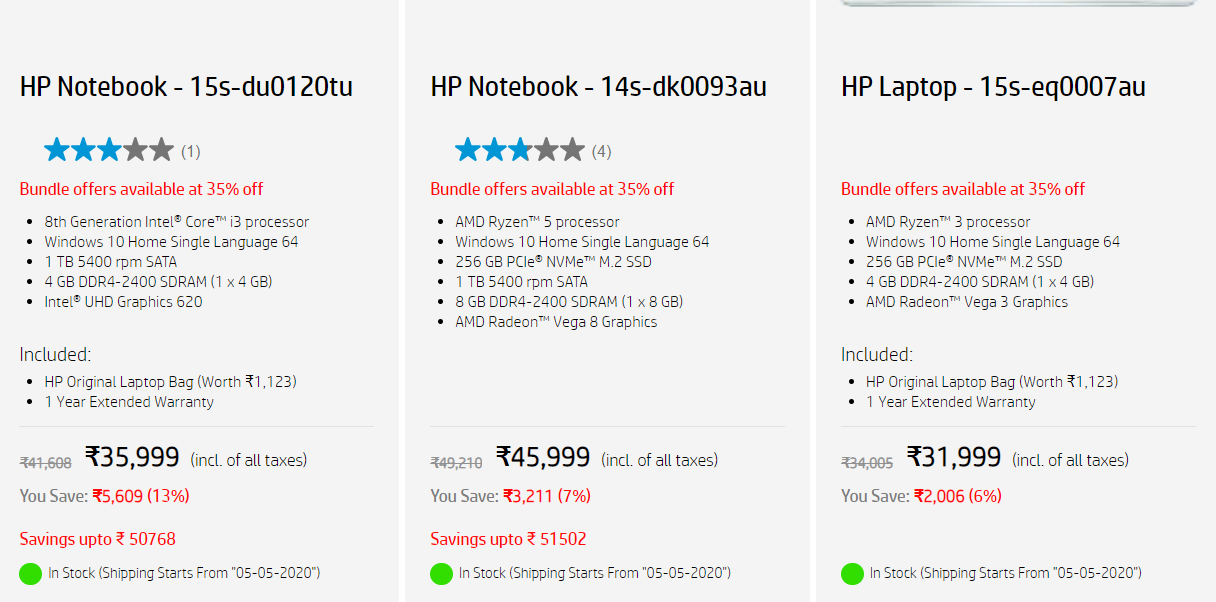 HP Notebook - 15s-du0120tu
(1)
Bundle offers available at 35% off
• 8th Generation Intel® Core™ i3 processor
• Windows 10 Home Single Language 64
• 1 TB 5400 rpm SATA
• 4 GB DDR4-2400 SDRAM (1 x 4 GB)
• Intel® UHD Graphics 620
Included:
• HP Original Laptop Bag (Worth ₹1,123)
• 1 Year Extended Warranty
₹41,608 ₹35,999 (incl. of all taxes)
You Save: ₹5,609 (13%)
Savings upto ₹ 50768
In Stock (Shipping Starts From "05-05-2020")
HP Notebook - 14s-dk0093au
(4)
Bundle offers available at 35% off
• AMD Ryzen™ 5 processor
• Windows 10 Home Single Language 64
• 256 GB PCIe® NVMe™ M.2 SSD
• 1 TB 5400 rpm SATA
• 8 GB DDR4-2400 SDRAM (1 x 8 GB)
• AMD Radeon™ Vega 8 Graphics
₹49,210 ₹45,999 (incl. of all taxes)
You Save: ₹3,211 (7%)
Savings upto ₹ 51502
In Stock (Shipping Starts From "05-05-2020")
HP Laptop - 15s-eq0007au
Bundle offers available at 35% off
• AMD Ryzen™ 3 processor
• Windows 10 Home Single Language 64
• 256 GB PCIe® NVMe™ M.2 SSD
• 4 GB DDR4-2400 SDRAM (1 x 4 GB)
• AMD Radeon™ Vega 3 Graphics
Included:
• HP Original Laptop Bag (Worth ₹1,123)
• 1 Year Extended Warranty
₹34,005 ₹31,999 (incl. of all taxes)
You Save: ₹2,006 (6%)
In Stock (Shipping Starts From "05-05-2020")